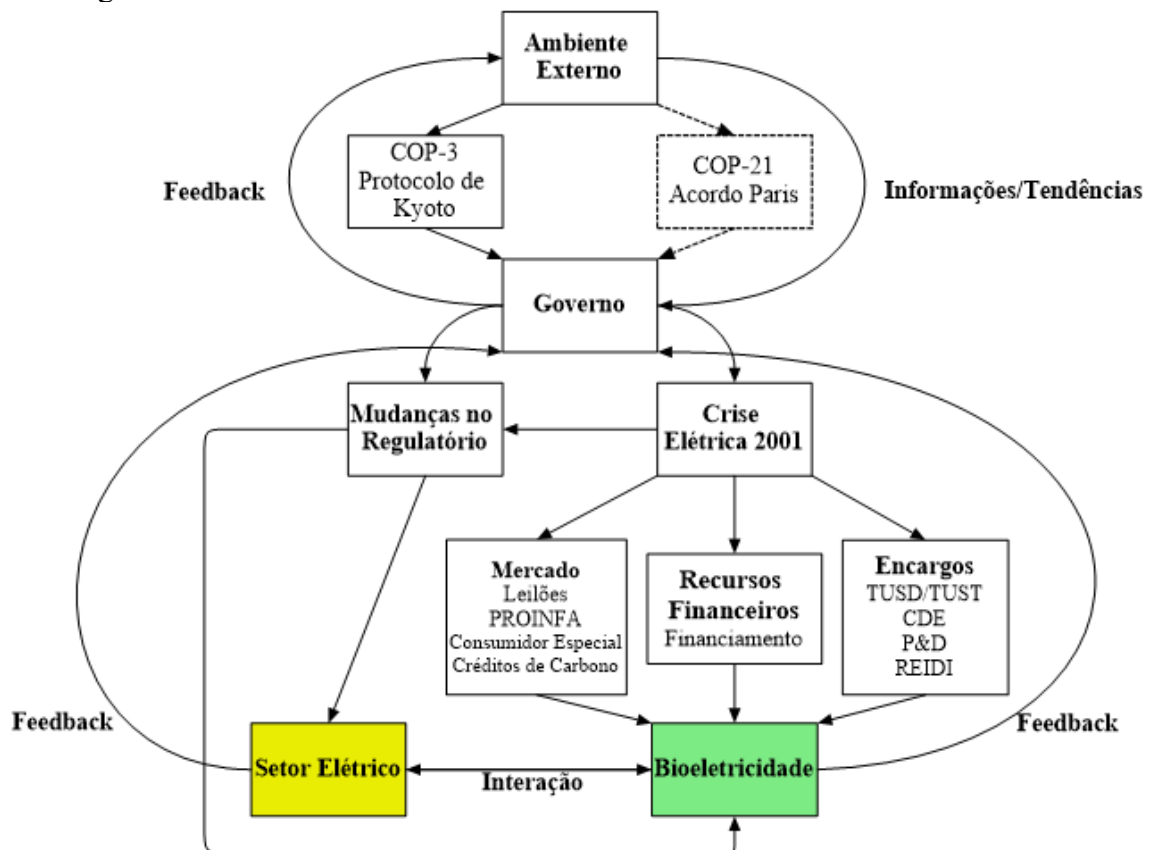 Ambiente
Externo
COP-3
Protocolo de
Kyoto
COP-21
Acordo Paris
Feedback
Informações/Tendências
Governo
Mudanças no
Regulatório
Crise
Elétrica 2001
Mercado
Leilões
PROINFA
Consumidor Especial
Créditos de Carbono
Recursos
Financeiros
Financiamento
Encargos
TUSD/TUST
CDE
P&D
REIDI
Feedback
Feedback
Setor Elétrico
Interação
Bioeletricidade